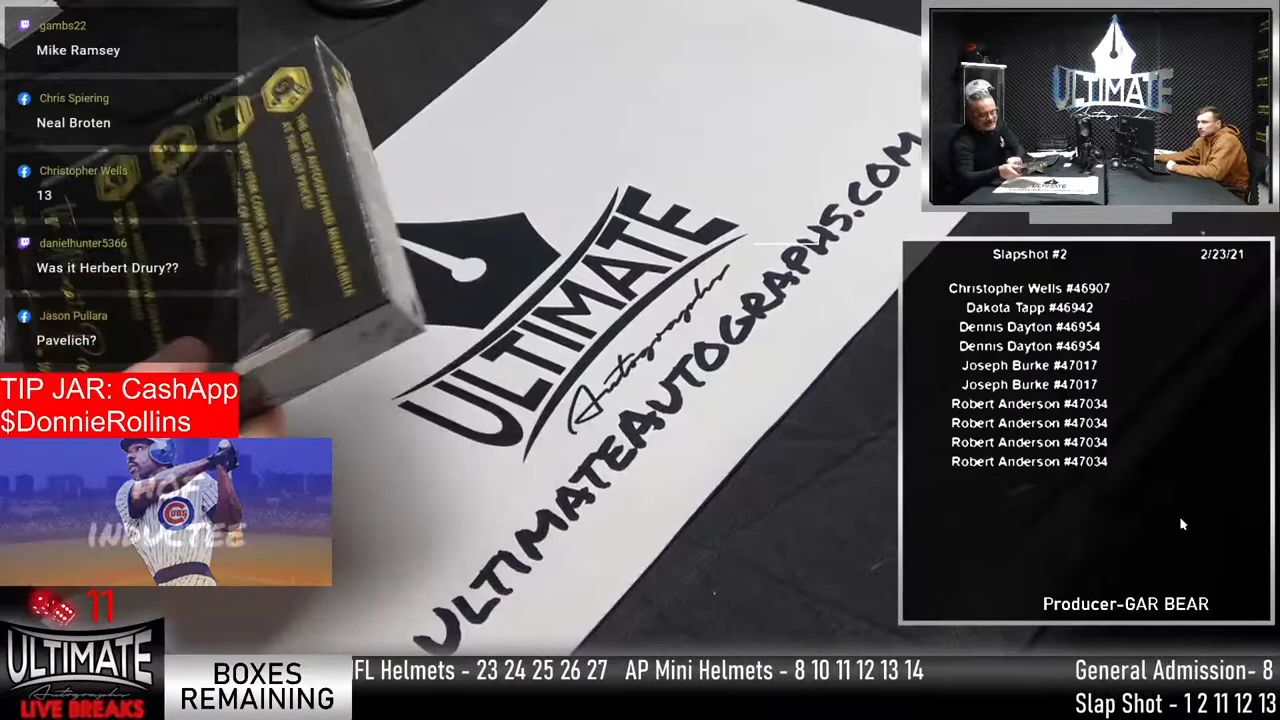 gambs22
Mike Ramsey
Chris Spiering
Neal Broten
Christopher Wells
13
danielhunter5366
Was it Herbert Drury??
Jason Pullara
Pavelich?
TIP JAR: CashApp
$DonnieRollins
HOF
INDUCTEE
11
ULTIMATE
Autographs
LIVE BREAKS
BOXES
REMAINING
FL Helmets - 23 24 25 26 27 AP Mini Helmets - 8 10 11 12 13 14
General Admission- 8
Slap Shot - 1 2 11 12 13
ULTIMATE
Autographs
ULTIMATEAUTOGRAPHS.COM
ULTIMATE
Slapshot #2 2/23/21
Christopher Wells #46907
Dakota Tapp #46942
Dennis Dayton #46954
Dennis Dayton #46954
Joseph Burke #47017
Joseph Burke #47017
Robert Anderson #47034
Robert Anderson #47034
Robert Anderson #47034
Robert Anderson #47034
Producer-GAR BEAR